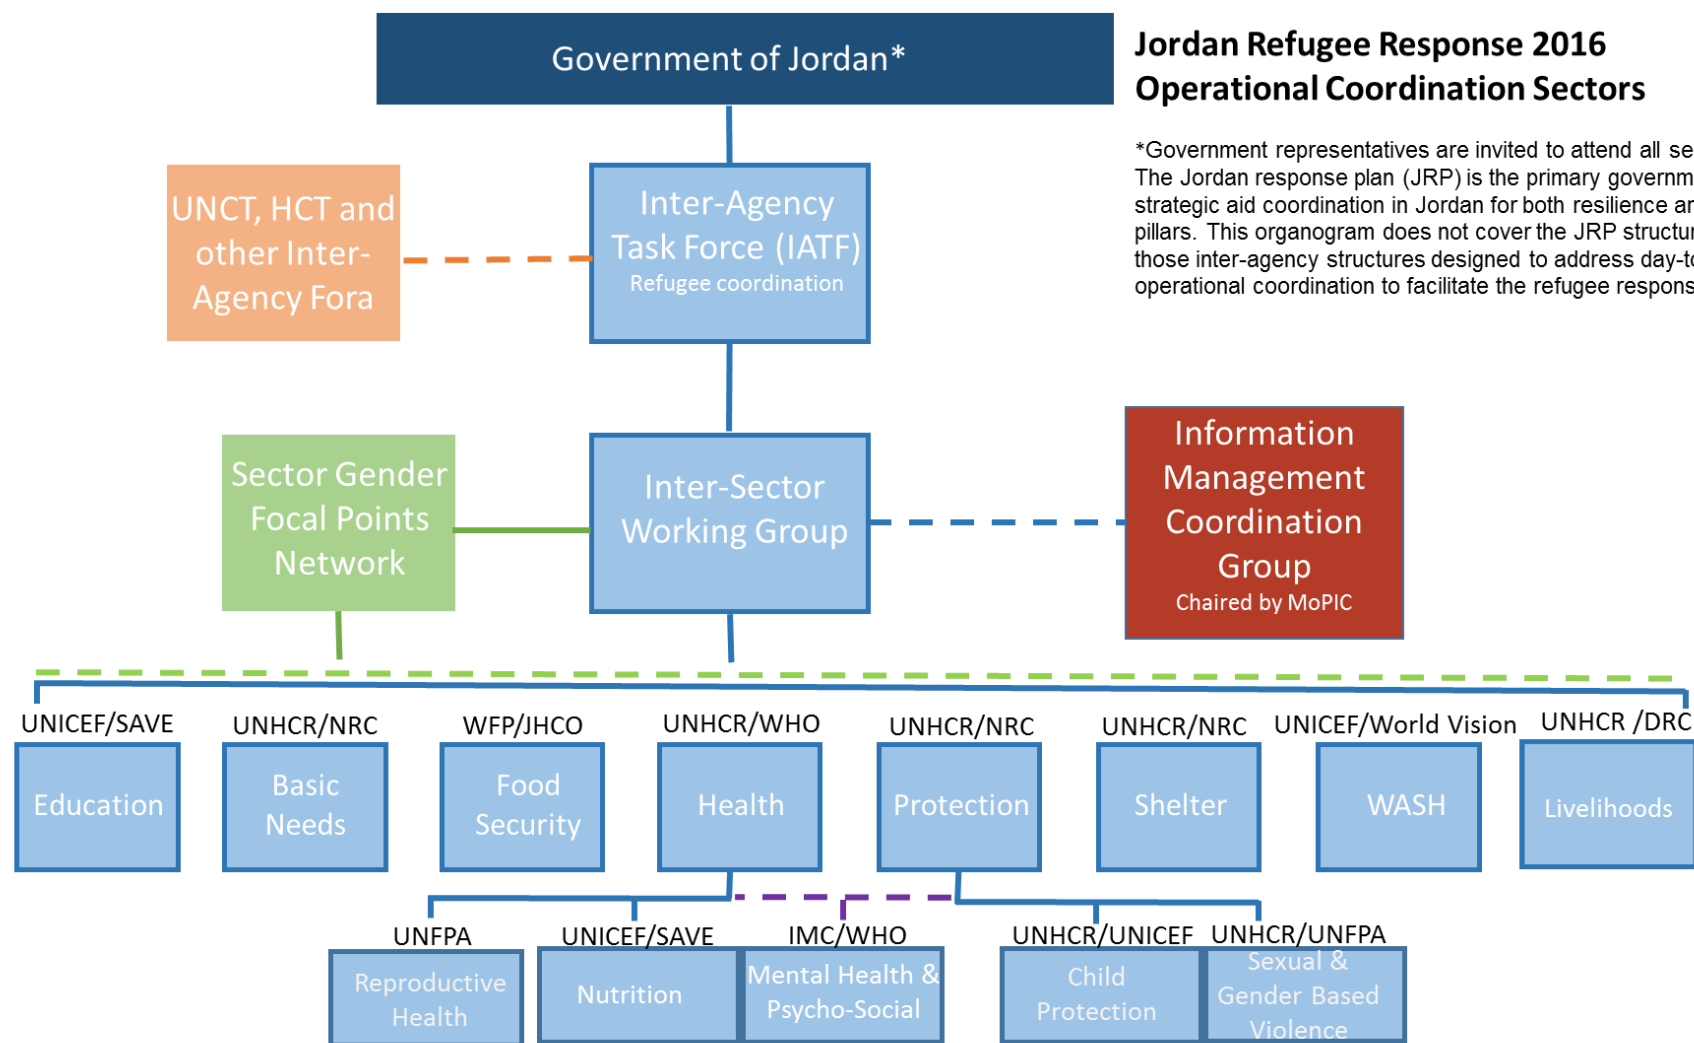 Government of Jordan*
Jordan Refugee Response 2016
Operational Coordination Sectors
*Government representatives are invited to attend all
The Jordan response plan (JRP) is the primary
strategic aid coordination in Jordan for both resilience
pillars. This organogram does not cover the JRP
those inter-agency structures designed to address
operational coordination to facilitate the refugee
UNCT, HCT and
other Inter-
Agency Fora
Inter-Agency
Task Force (IATF)
Refugee coordination
Sector Gender
Focal Points
Network
Inter-Sector
Working Group
Information
Management
Coordination
Group
Chaired by MoPIC
UNICEF/SAVE
Education
UNHCR/NRC
Basic
Needs
WFP/JHCO
Food
Security
UNHCR/WHO
Health
UNHCR/NRC
Protection
UNHCR/NRC
Shelter
UNICEF/World Vision
WASH
UNHCR /DRC
Livelihoods
UNFPA
Reproductive
Health
UNICEF/SAVE
Nutrition
IMC/WHO
Mental Health &
Psycho-Social
UNHCR/UNICEF
Child
Protection
UNHCR/UNFPA
Sexual &
Gender Based
Violence